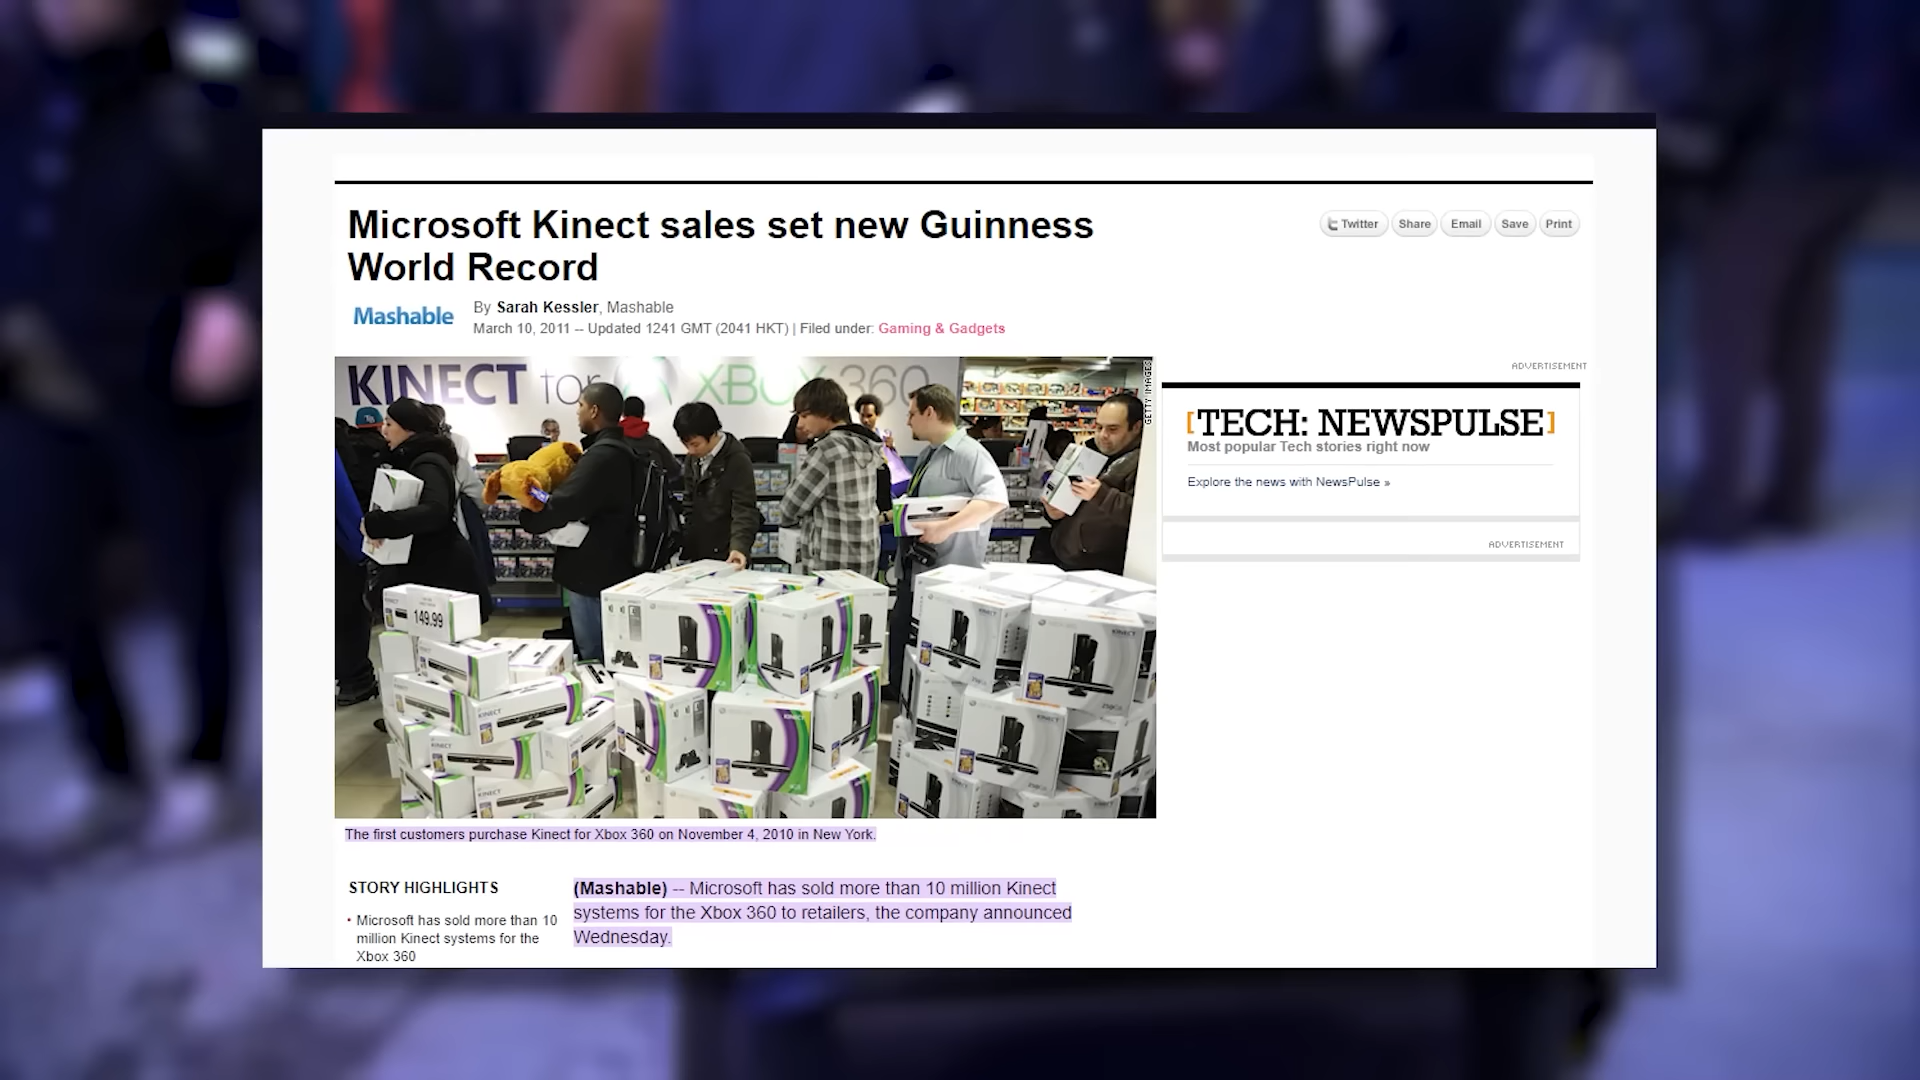 Microsoft Kinect sales set new Guinness
World Record
Twitter Share Email Save Print
Mashable
By Sarah Kessler, Mashable
March 10, 2011 -- Updated 1241 GMT (2041 HKT) | Filed under: Gaming & Gadgets
KINECT for XBOX 360
GETTY IMAGES
149.99
KINECT
KINECT
KINECT
KINECT
KINECT
ADVERTISEMENT
[TECH: NEWSPULSE]
Most popular Tech stories right now
Explore the news with NewsPulse »
ADVERTISEMENT
The first customers purchase Kinect for Xbox 360 on November 4, 2010 in New York.
STORY HIGHLIGHTS
• Microsoft has sold more than 10
million Kinect systems for the
Xbox 360
(Mashable) -- Microsoft has sold more than 10 million Kinect
systems for the Xbox 360 to retailers, the company announced
Wednesday.